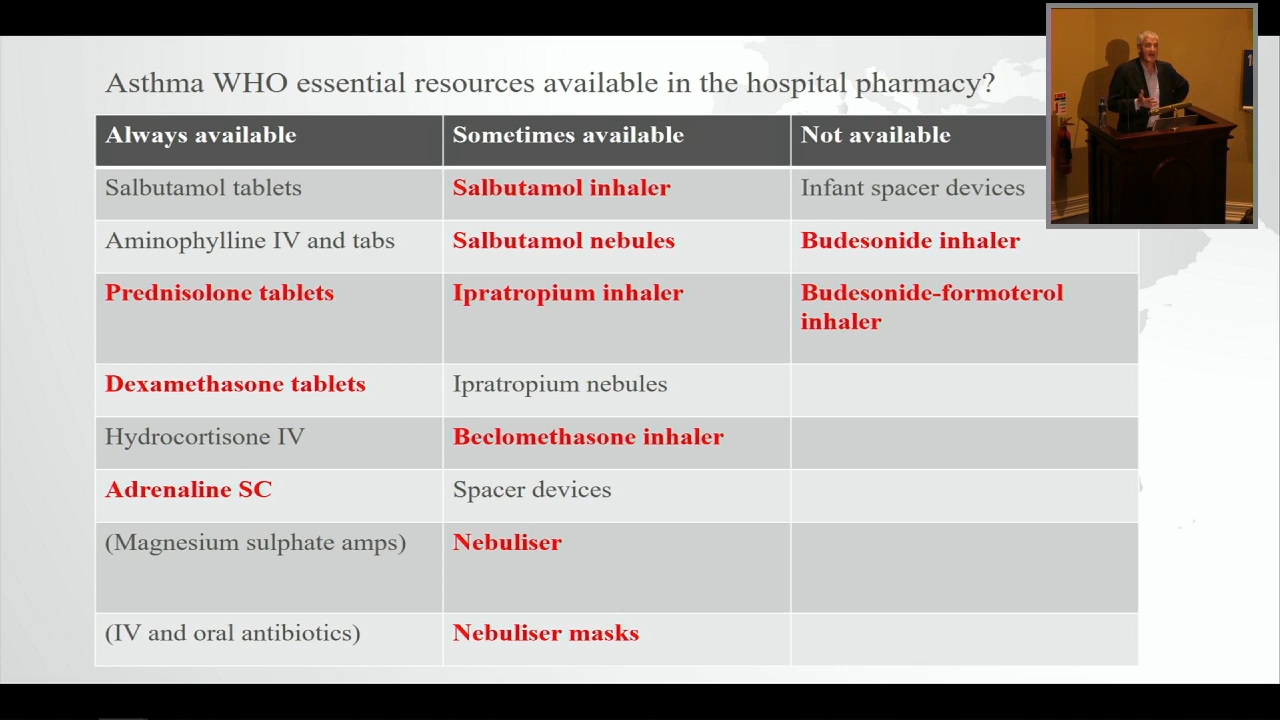 Asthma WHO essential resources available in the hospital pharmacy?
Always available Sometimes available Not available
Salbutamol tablets Salbutamol inhaler Infant spacer devices
Aminophylline IV and tabs Salbutamol nebules Budesonide inhaler
Prednisolone tablets Ipratropium inhaler Budesonide-formoterol
inhaler
Dexamethasone tablets Ipratropium nebules
Hydrocortisone IV Beclomethasone inhaler
Adrenaline SC Spacer devices
(Magnesium sulphate amps) Nebuliser
(IV and oral antibiotics) Nebuliser masks